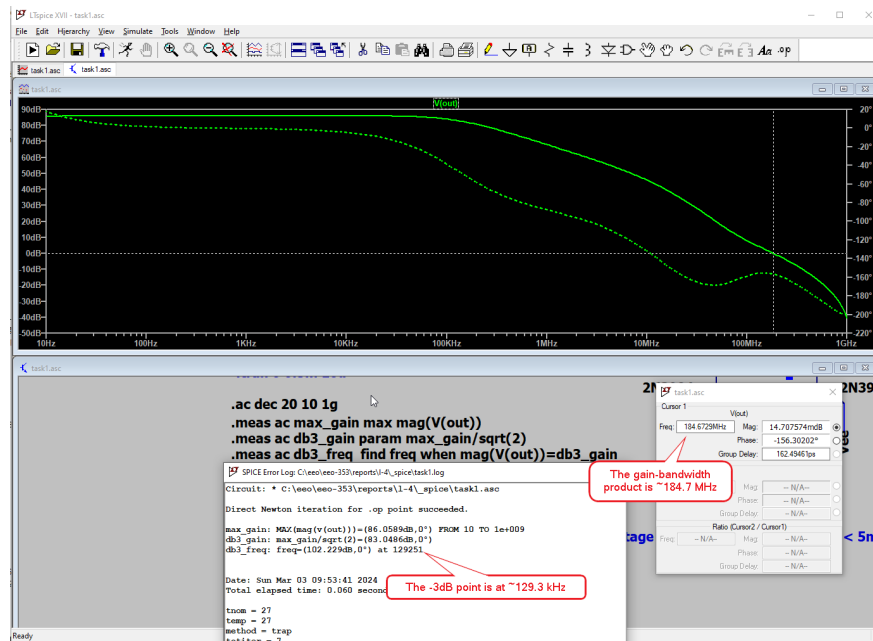 LTspice XVII - task1.asc
File Edit Hierarchy View Simulate Tools Window Help
task1.asc task1.asc
task1.asc
V(out)
90dB 20°
80dB 0°
70dB -20°
60dB -40°
50dB -60°
40dB
30dB -80°
20dB -100°
10dB -120°
0dB -140°
-10dB -160°
-20dB
-30dB -180°
-40dB -200°
-50dB -220°
10Hz 100Hz 1KHz 10KHz 100KHz 1MHz 10MHz 100MHz 1GHz
task1.asc
.ac dec 20 10 1g
.meas ac max_gain max mag(V(out))
.meas ac db3_gain param max_gain/sqrt(2)
.meas ac db3_freq find freq when mag(V(out))=db3_gain
2N39
Vee
tage
< 5m
SPICE Error Log: C:\eeo\eeo-353\reports\l-4\_spice\task1.log
Circuit: * C:\eeo\eeo-353\reports\l-4\_spice\task1.asc
Direct Newton iteration for .op point succeeded.
max_gain: MAX(mag(v(out)))=(86.0589dB,0°) FROM 10 TO 1e+009
db3_gain: max_gain/sqrt(2)=(83.0486dB,0°)
db3_freq: freq=(102.229dB,0°) at 129251
Date: Sun Mar 03 09:53:41 2024
Total elapsed time: 0.060 second
tnom = 27
temp = 27
method = trap
The -3dB point is at ~129.3 kHz
task1.asc
Cursor 1
V(out)
Freq: 184.6729MHz Mag: 14.707574mdB
Phase: -156.30202°
Group Delay: 162.49461ps
The gain-bandwidth
product is ~184.7 MHz
Mag: -- N/A--
Phase: -- N/A--
Group Delay: -- N/A--
Ratio (Cursor2 / Cursor1)
Freq: -- N/A-- Mag: -- N/A--
Phase: -- N/A--
Group Delay: -- N/A--
Ready